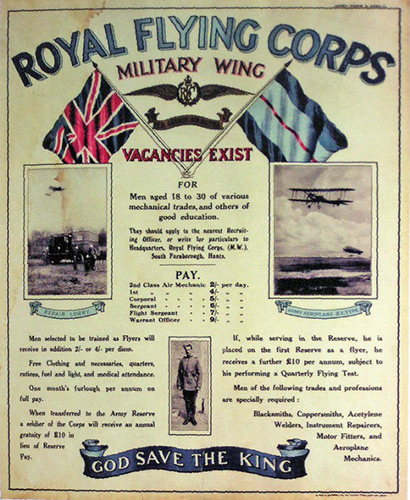 ROYAL FLYING CORPS
MILITARY WING
VACANCIES EXIST
FOR
Men aged 18 to 30 of various
mechanical trades, and others of
good education.
They should apply to the nearest Recruit-
ing Officer, or write for particulars to
Headquarters, Royal Flying Corps, (M.W.),
South Farnborough, Hants.
PAY.
2nd Class Air Mechanic 2/- per day.
1st " " " 4/- "
Corporal 5/- "
Sergeant 6/- "
Flight Sergeant 7/- "
Warrant Officer 9/- "
REPAIR LORRY.
ARMY AEROPLANE B.E. TYPE.
Men selected to be trained as Flyers will
receive in addition 2/- or 4/- per diem.
Free Clothing and necessaries, quarters,
rations, fuel and light, and medical attendance.
One month's furlough per annum on
full pay.
When transferred to the Army Reserve
a soldier of the Corps will receive an annual
gratuity of £10 in
lieu of Reserve
Pay.
If, while serving in the Reserve, he is
placed on the first Reserve as a flyer, he
receives a further £10 per annum, subject to
his performing a Quarterly Flying Test.
Men of the following trades and professions
are specially required :
Blacksmiths, Coppersmiths, Acetylene
Welders, Instrument Repairers,
Motor Fitters, and
Aeroplane
Mechanics.
GOD SAVE THE KING